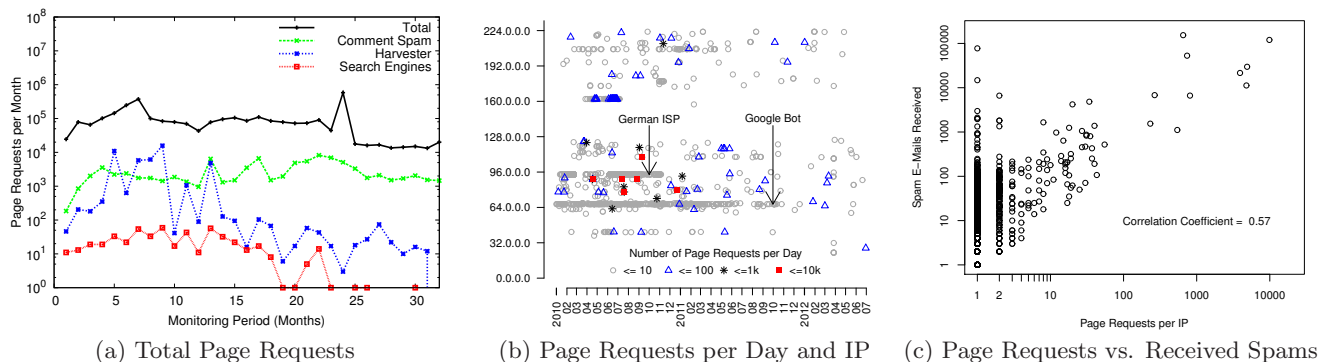 10^8
10^7
10^6
10^5
10^4
10^3
10^2
10^1
10^0
Page Requests per Month
Total
Comment Spam
Harvester
Search Engines
0 5 10 15 20 25 30
Monitoring Period (Months)
(a) Total Page Requests
224.0.0.0
192.0.0.0
160.0.0.0
128.0.0.0
96.0.0.0
64.0.0.0
32.0.0.0
0.0.0.0
German ISP
Google Bot
Number of Page Requests per Day
<= 10 <= 100 <=1k <=10k
2010 02 03 04 05 06 07 08 09 10 11 12 2011 02 03 04 05 06 07 08 09 10 11 12 2012 02 03 04 05 06 07
(b) Page Requests per Day and IP
Spam E-Mails Received
100000
10000
1000
100
10
1
Correlation Coefficient = 0.57
1 2 10 100 1000 10000
Page Requests per IP
(c) Page Requests vs. Received Spams